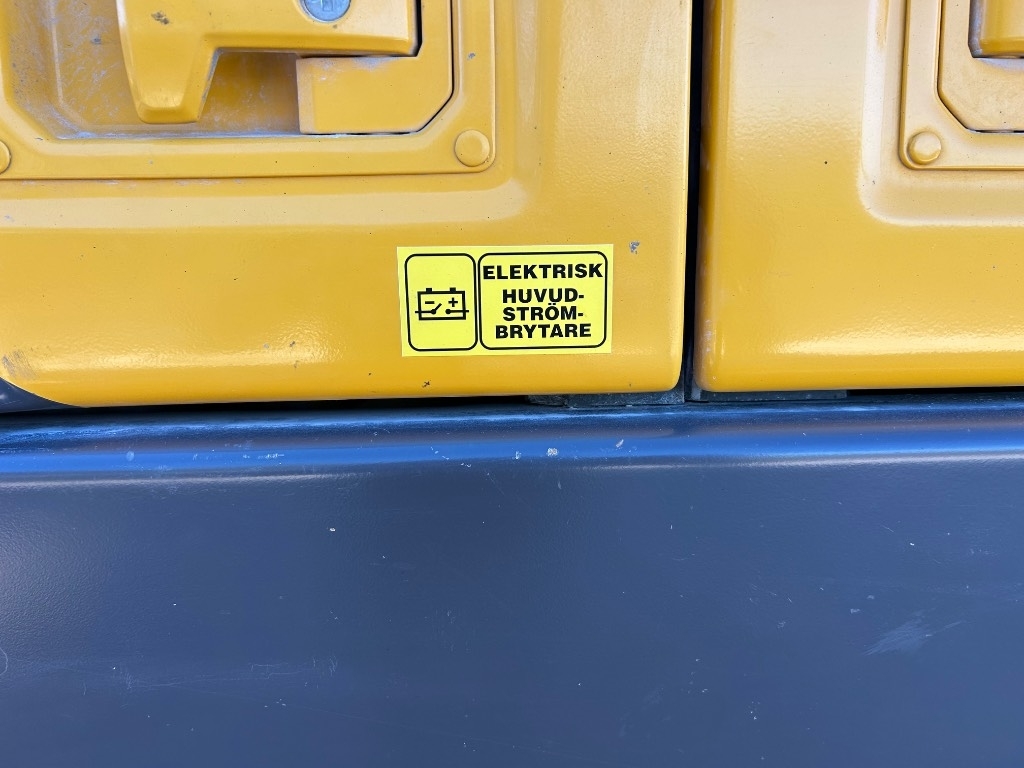 ELEKTRISK
HUVUD-
STRÖM-
BRYTARE